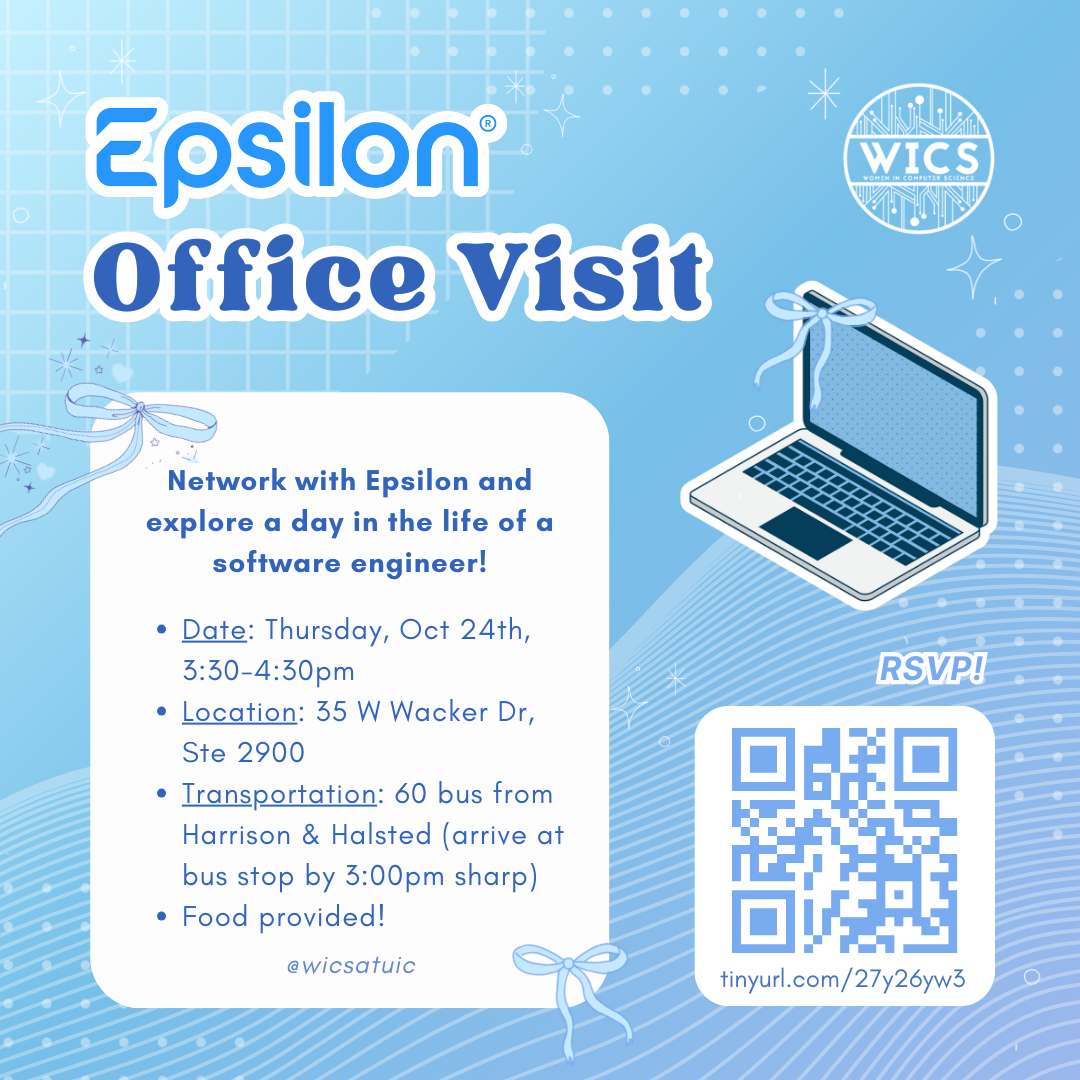 Epsilon®
WICS
WOMEN IN COMPUTER SCIENCE
Office Visit
Network with Epsilon and
explore a day in the life of a
software engineer!
• Date: Thursday, Oct 24th,
3:30-4:30pm
• Location: 35 W Wacker Dr,
Ste 2900
• Transportation: 60 bus from
Harrison & Halsted (arrive at
bus stop by 3:00pm sharp)
• Food provided!
@wicsatuic
RSVP!
tinyurl.com/27y26yw3